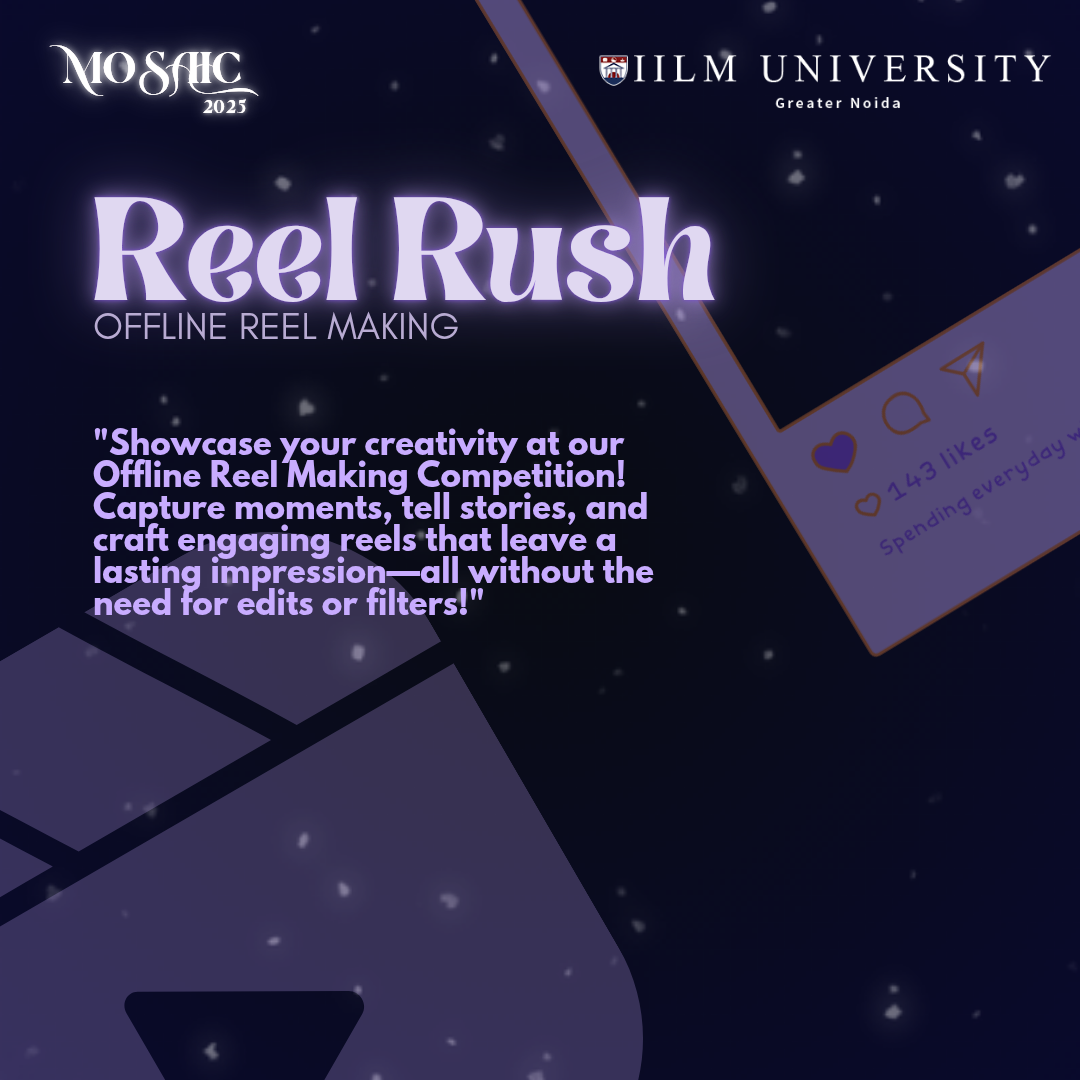 MOSAIC
2025
IILM UNIVERSITY
Greater Noida
Reel Rush
OFFLINE REEL MAKING
"Showcase your creativity at our
Offline Reel Making Competition!
Capture moments, tell stories, and
craft engaging reels that leave a
lasting impression—all without the
need for edits or filters!"
143 likes
Spending everyday